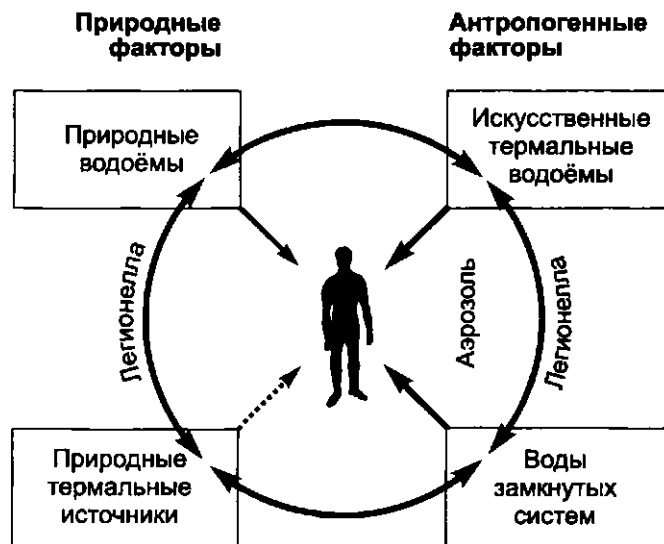 Природные
факторы
Антропогенные
факторы
Природные
водоёмы
Искусственные
термальные
водоёмы
Легионелла
Аэрозоль
Легионелла
Природные
термальные
источники
Воды
замкнутых
систем